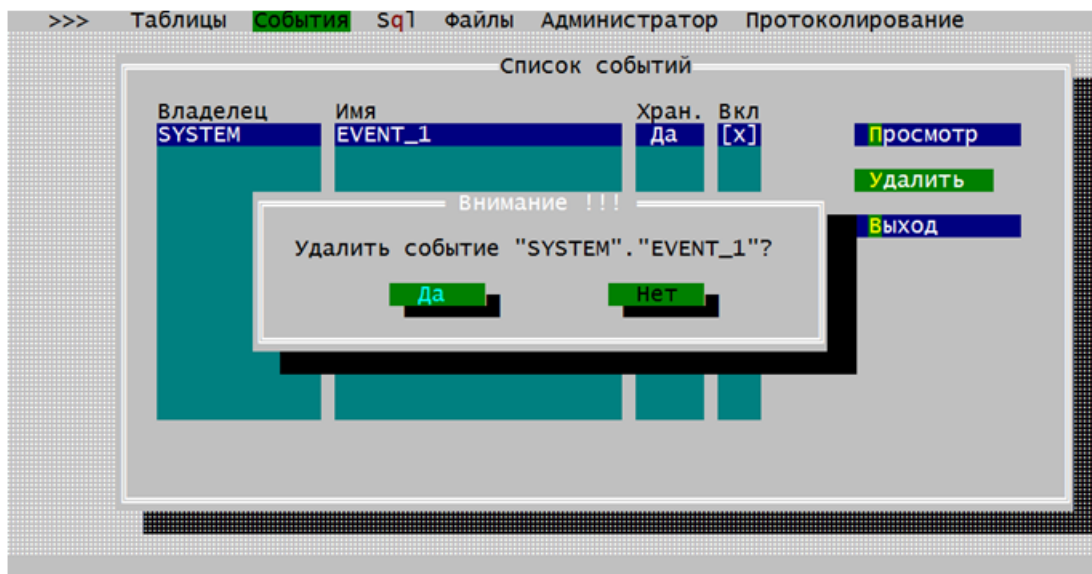 >>> Таблицы События Sql Файлы Администратор Протоколирование
Список событий
Владелец Имя Хран. Вкл
SYSTEM EVENT_1 Да [x]
Просмотр
Удалить
Выход
Внимание !!!
Удалить событие "SYSTEM"."EVENT_1"?
Да Нет